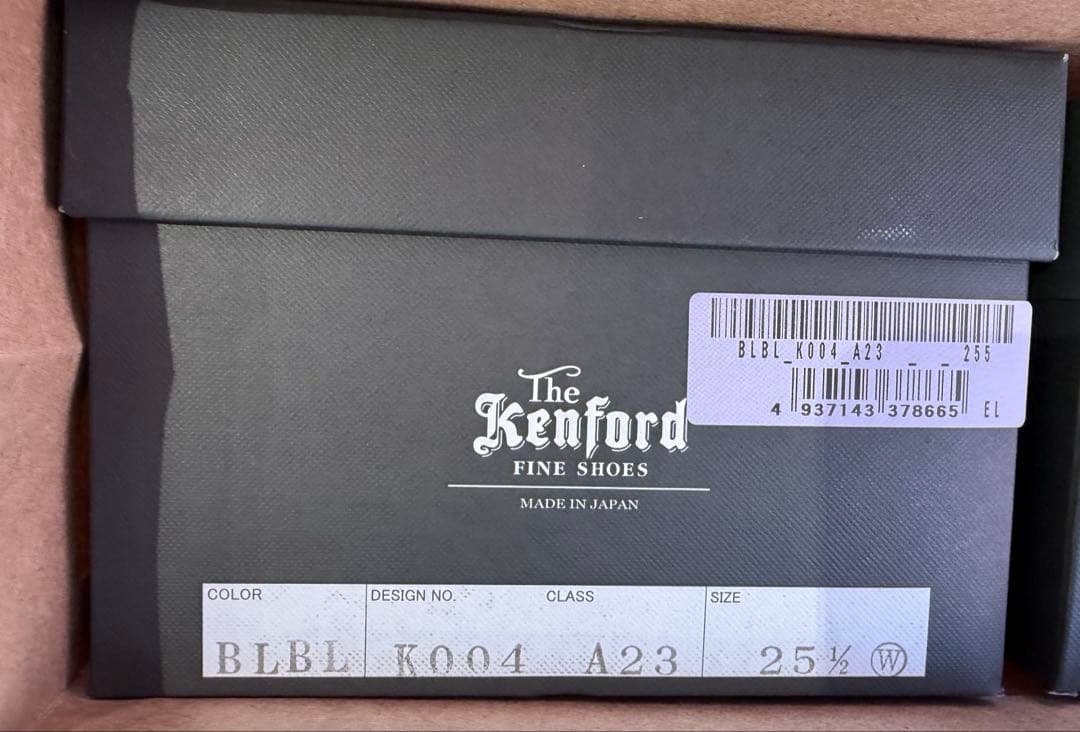 BLBL_K004_A23 _ _ 255
4 937143 378665 EL
The
Kenford
FINE SHOES
MADE IN JAPAN
COLOR DESIGN NO. CLASS SIZE
BLBL K004 A23 25½ Ⓦ